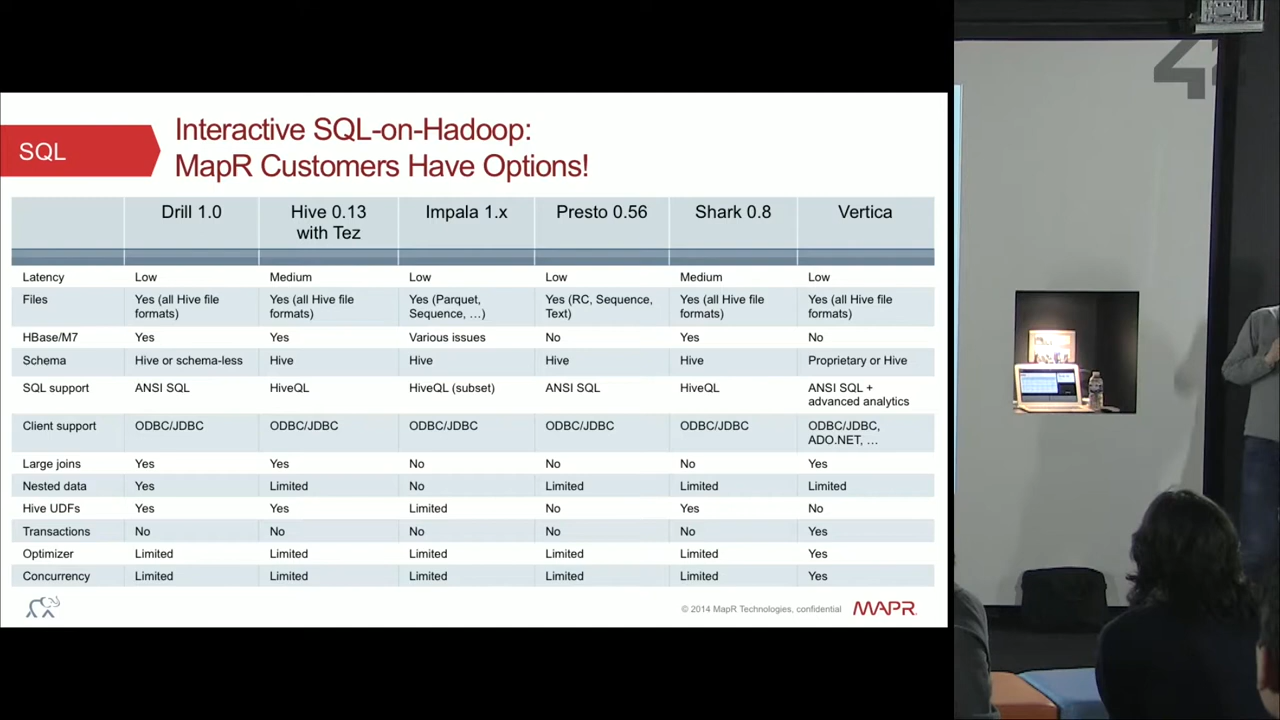 SQL
Interactive SQL-on-Hadoop:
MapR Customers Have Options!
Drill 1.0
Hive 0.13
with Tez
Impala 1.x
Presto 0.56
Shark 0.8
Vertica
Latency Low Medium Low Low Medium Low
Files Yes (all Hive file formats) Yes (all Hive file formats) Yes (Parquet, Sequence, …) Yes (RC, Sequence, Text) Yes (all Hive file formats) Yes (all Hive file formats)
HBase/M7 Yes Yes Various issues No Yes No
Schema Hive or schema-less Hive Hive Hive Hive Proprietary or Hive
SQL support ANSI SQL HiveQL HiveQL (subset) ANSI SQL HiveQL ANSI SQL + advanced analytics
Client support ODBC/JDBC ODBC/JDBC ODBC/JDBC ODBC/JDBC ODBC/JDBC ODBC/JDBC, ADO.NET, …
Large joins Yes Yes No No No Yes
Nested data Yes Limited No Limited Limited Limited
Hive UDFs Yes Yes Limited No Yes No
Transactions No No No No No Yes
Optimizer Limited Limited Limited Limited Limited Yes
Concurrency Limited Limited Limited Limited Limited Yes
© 2014 MapR Technologies, confidential
MAPR
42